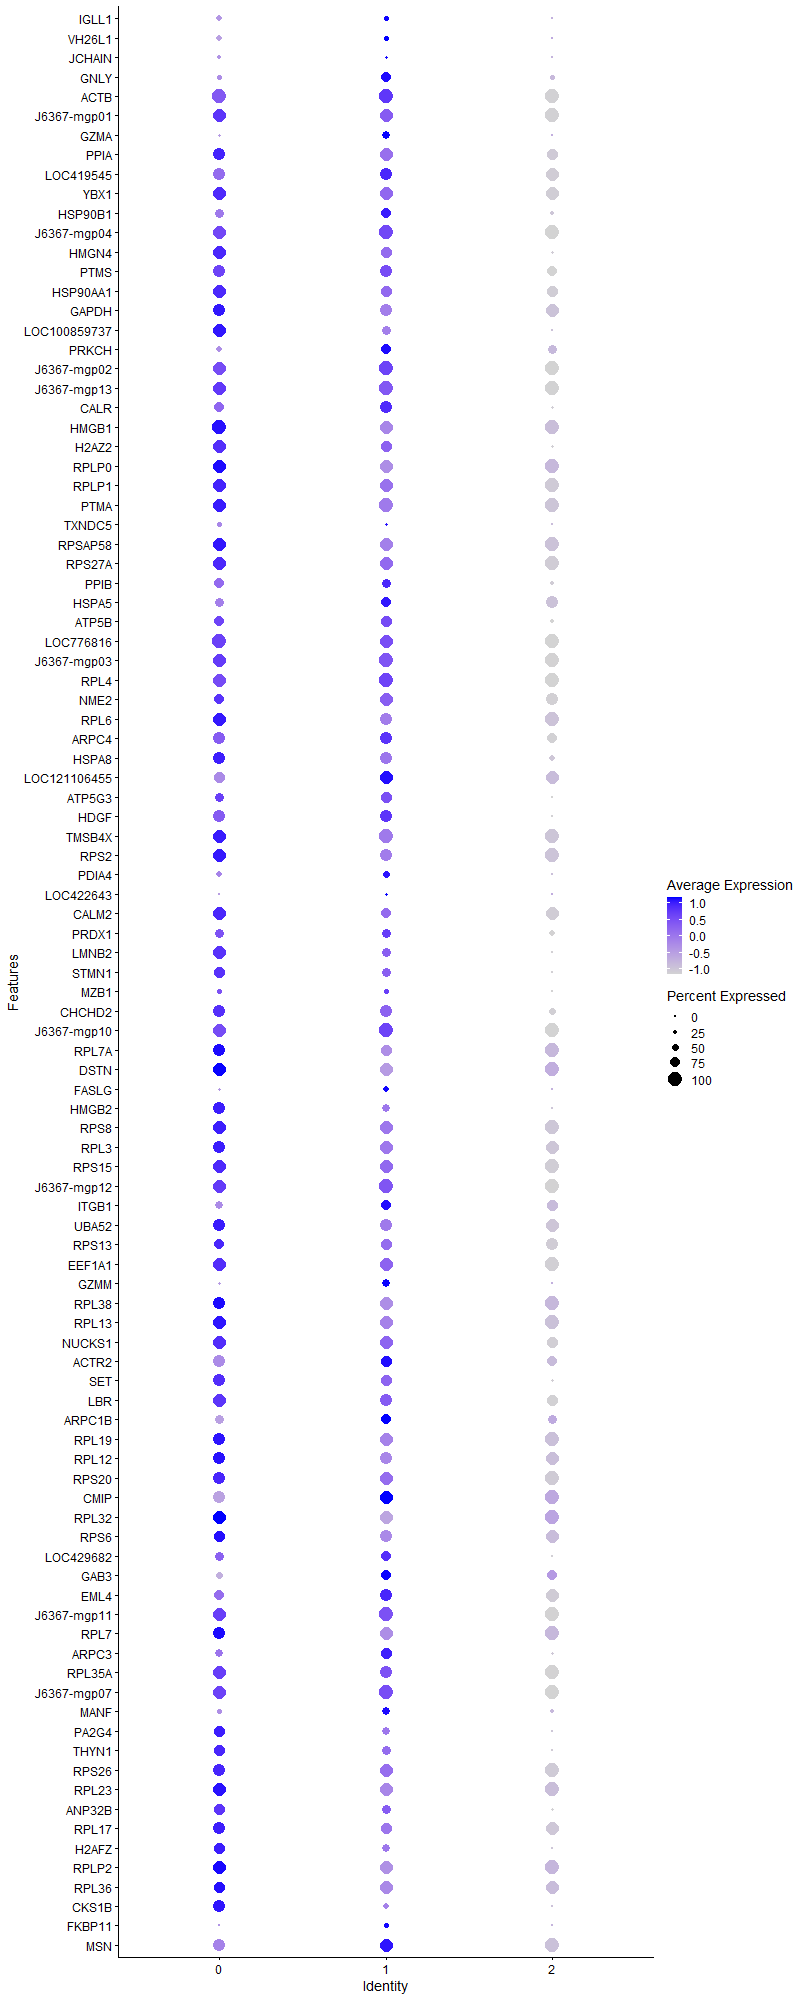 IGLL1
VH26L1
JCHAIN
GNLY
ACTB
J6367-mgp01
GZMA
PPIA
LOC419545
YBX1
HSP90B1
J6367-mgp04
HMGN4
PTMS
HSP90AA1
GAPDH
LOC100859737
PRKCH
J6367-mgp02
J6367-mgp13
CALR
HMGB1
H2AZ2
RPLP0
RPLP1
PTMA
TXNDC5
RPSAP58
RPS27A
PPIB
HSPA5
ATP5B
LOC776816
J6367-mgp03
RPL4
NME2
RPL6
ARPC4
HSPA8
LOC121106455
ATP5G3
HDGF
TMSB4X
RPS2
PDIA4
LOC422643
CALM2
PRDX1
LMNB2
STMN1
MZB1
CHCHD2
J6367-mgp10
RPL7A
DSTN
FASLG
HMGB2
RPS8
RPL3
RPS15
J6367-mgp12
ITGB1
UBA52
RPS13
EEF1A1
GZMM
RPL38
RPL13
NUCKS1
ACTR2
SET
LBR
ARPC1B
RPL19
RPL12
RPS20
CMIP
RPL32
RPS6
LOC429682
GAB3
EML4
J6367-mgp11
RPL7
ARPC3
RPL35A
J6367-mgp07
MANF
PA2G4
THYN1
RPS26
RPL23
ANP32B
RPL17
H2AFZ
RPLP2
RPL36
CKS1B
FKBP11
MSN
Features
0 1 2
Identity
Average Expression
1.0
0.5
0.0
-0.5
-1.0
Percent Expressed
0
25
50
75
100